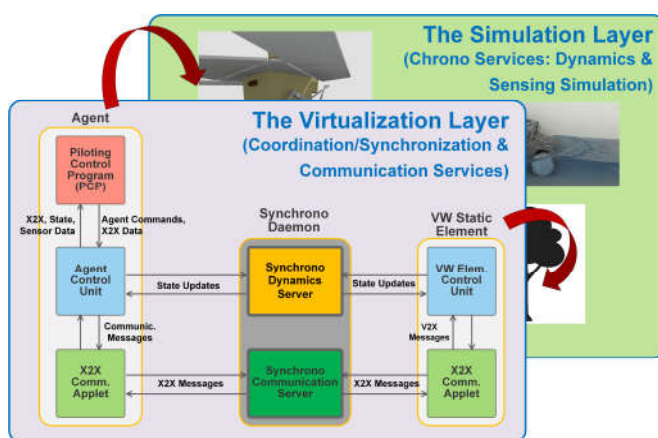 The Simulation Layer
(Chrono Services: Dynamics &
Sensing Simulation)
The Virtualization Layer
(Coordination/Synchronization &
Communication Services)
Agent
Piloting
Control
Program
(PCP)
X2X, State,
Sensor Data
Agent Commands,
X2X Data
Agent
Control
Unit
Communic.
Messages
X2X
Comm.
Applet
Synchrono
Daemon
Synchrono
Dynamics
Server
State Updates
State Updates
Synchrono
Communication
Server
X2X Messages
X2X Messages
VW Static
Element
VW Elem.
Control
Unit
V2X
Messages
X2X
Comm.
Applet